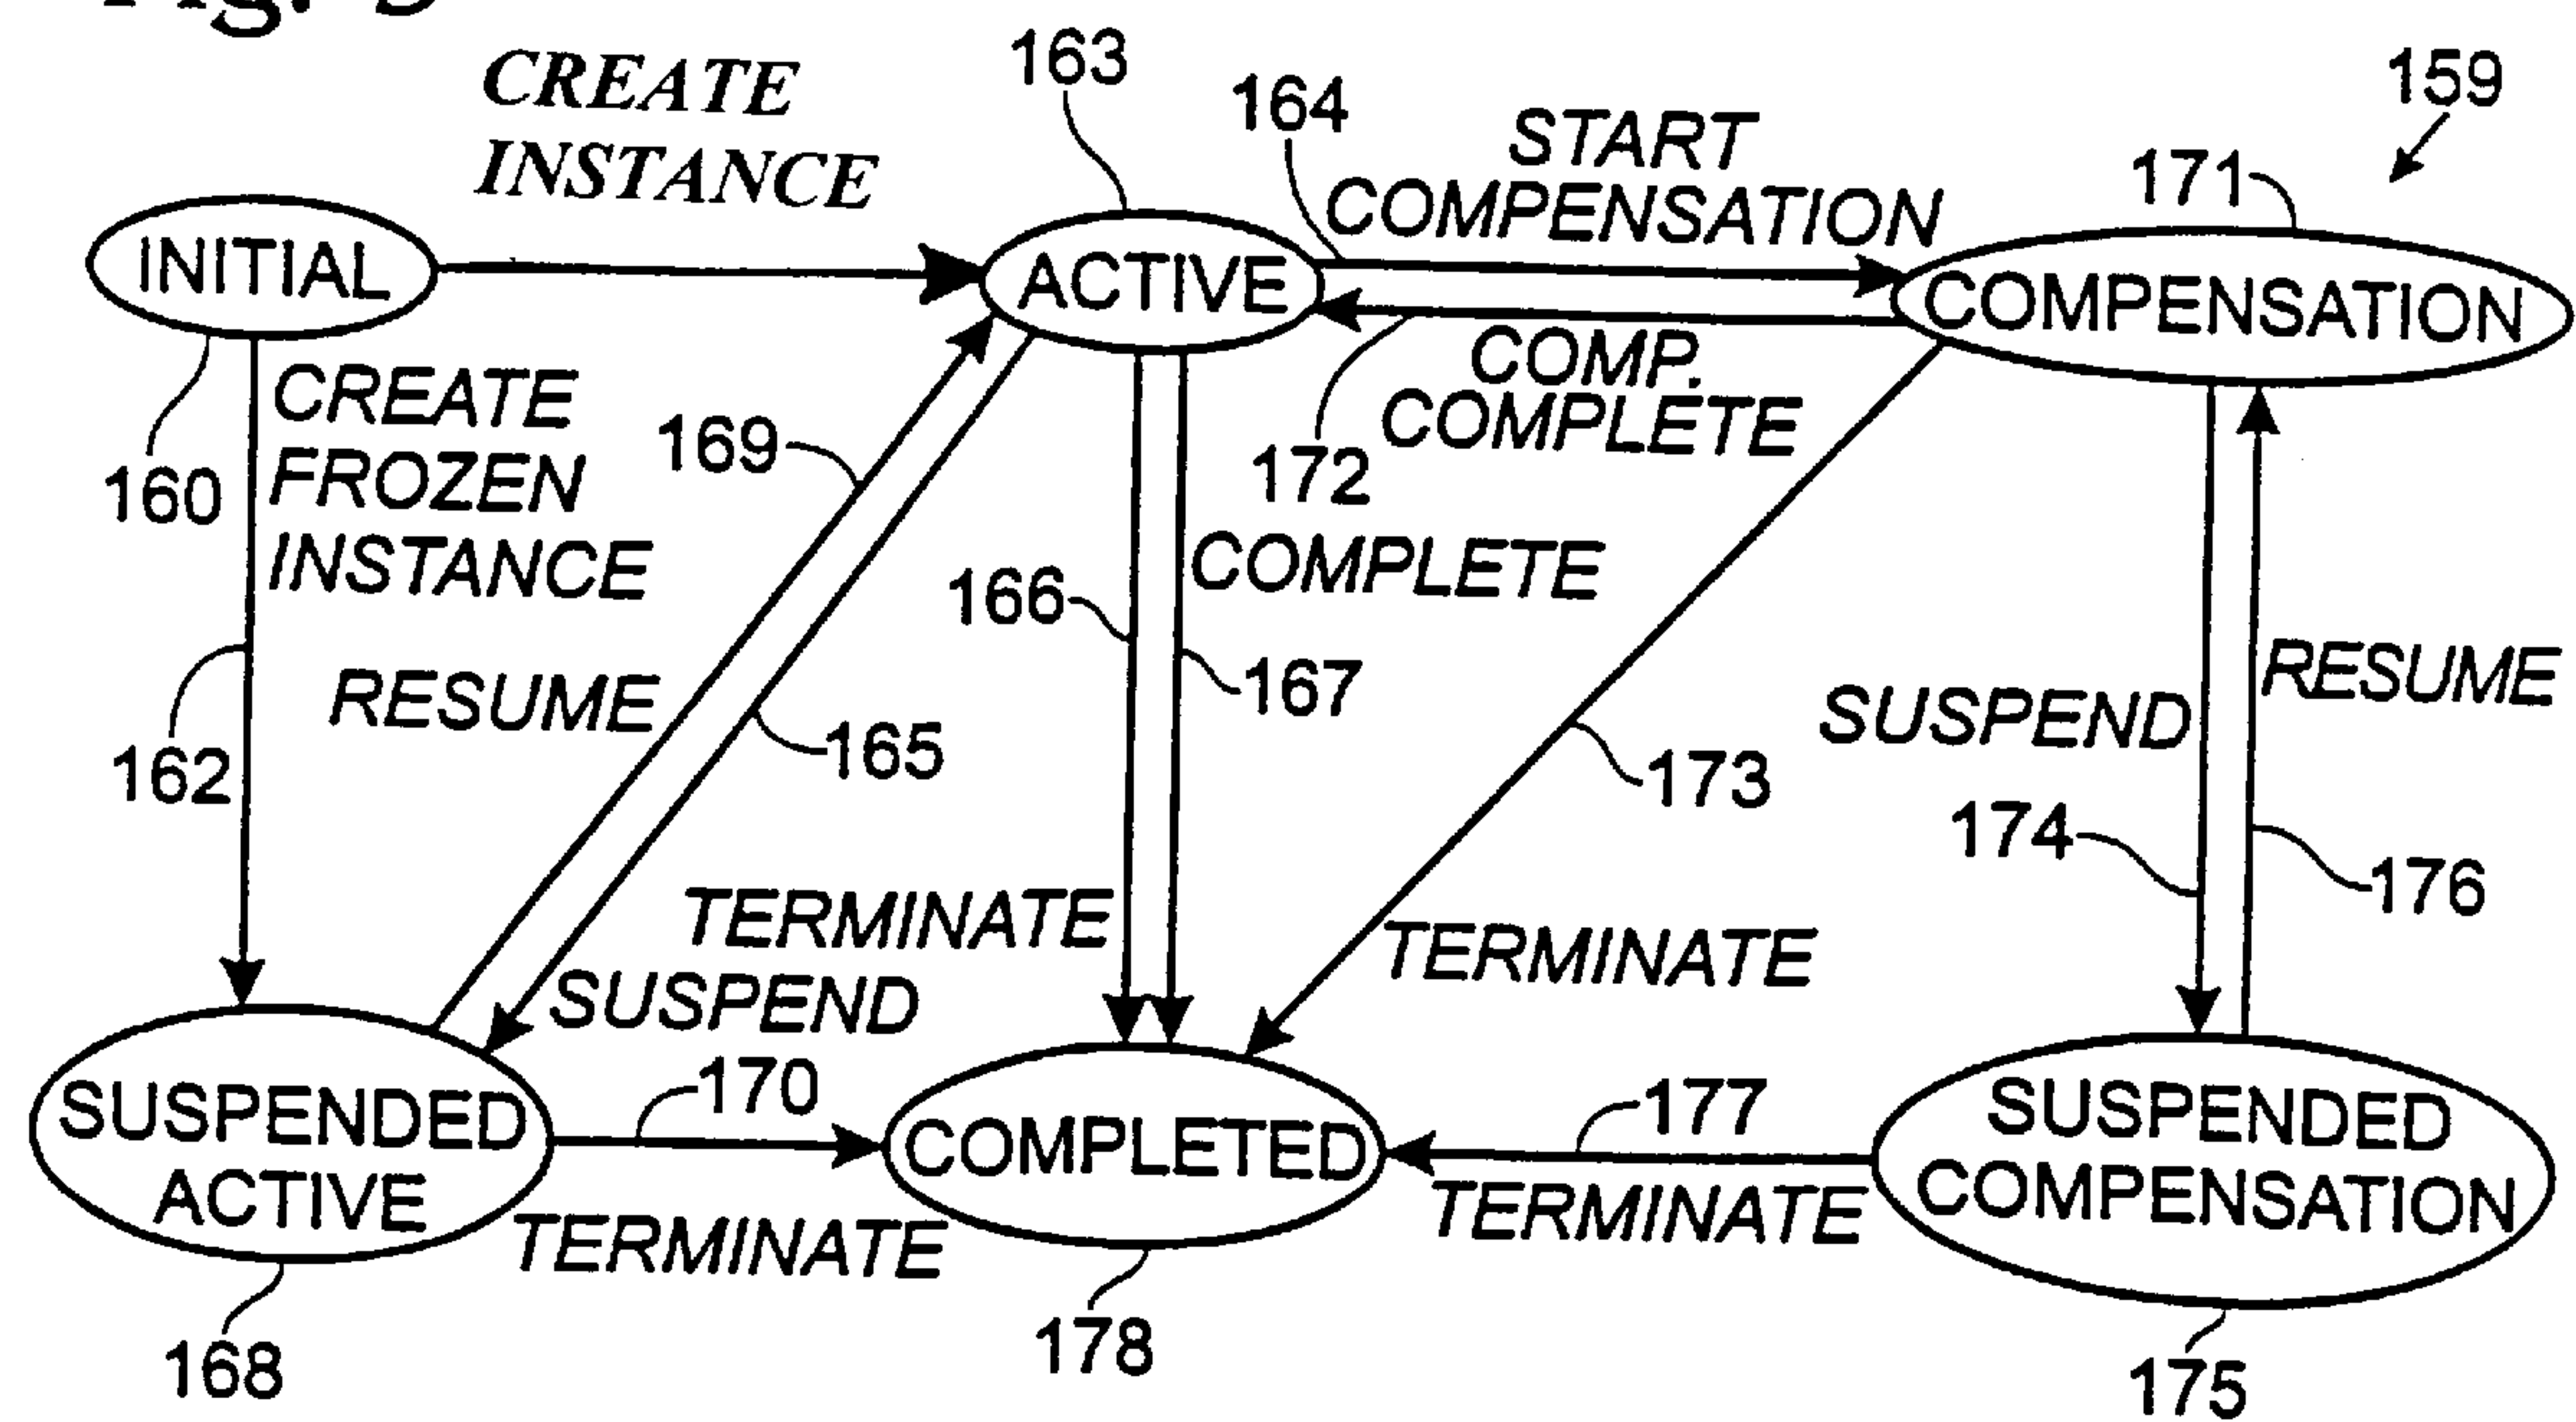 CREATE
INSTANCE
163
164
START
COMPENSATION
159
171
INITIAL
ACTIVE
COMPENSATION
160
CREATE
FROZEN
INSTANCE
162
169
RESUME
165
COMP.
COMPLETE
172
166
COMPLETE
167
173
SUSPEND
RESUME
174
176
TERMINATE
SUSPEND
170
TERMINATE
177
SUSPENDED
ACTIVE
COMPLETED
SUSPENDED
COMPENSATION
TERMINATE
TERMINATE
168
178
175